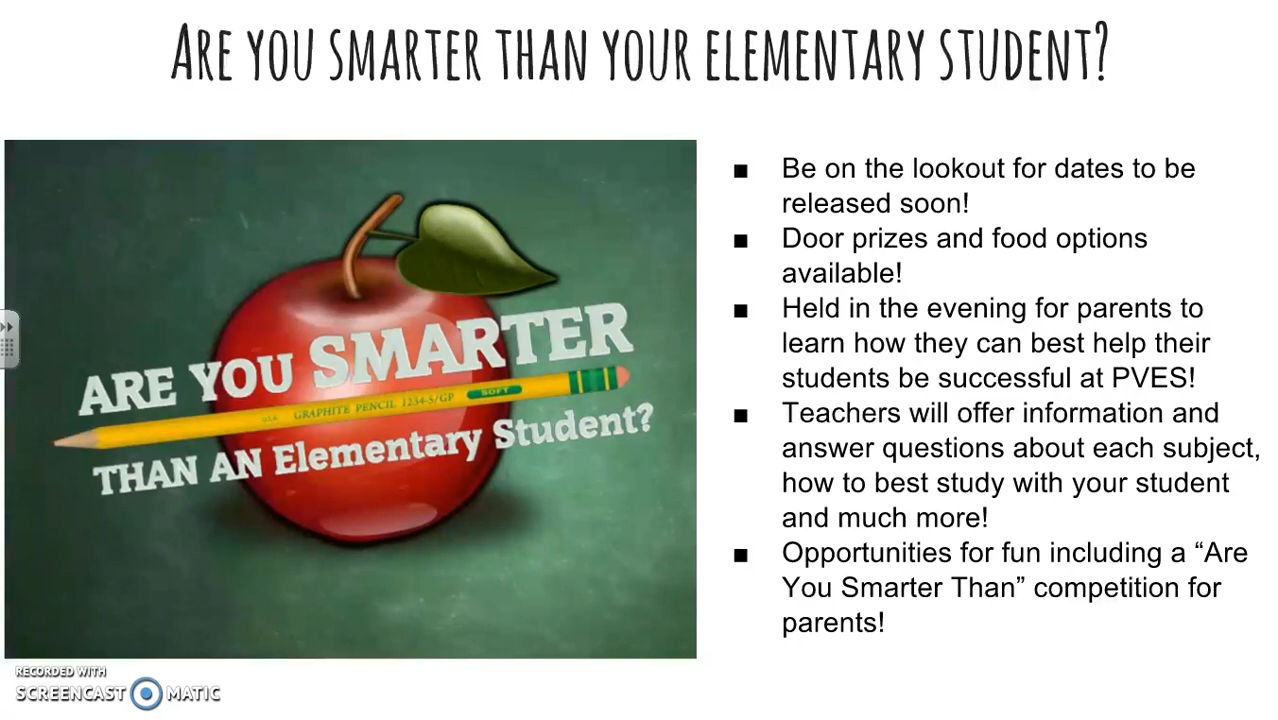 ARE YOU SMARTER THAN YOUR ELEMENTARY STUDENT?
ARE YOU SMARTER
GRAPHITE PENCIL 1234-5/GP
SOFT
THAN AN Elementary Student?
■ Be on the lookout for dates to be
released soon!
■ Door prizes and food options
available!
■ Held in the evening for parents to
learn how they can best help their
students be successful at PVES!
■ Teachers will offer information and
answer questions about each subject,
how to best study with your student
and much more!
■ Opportunities for fun including a “Are
You Smarter Than” competition for
parents!
RECORDED WITH
SCREENCAST MATIC